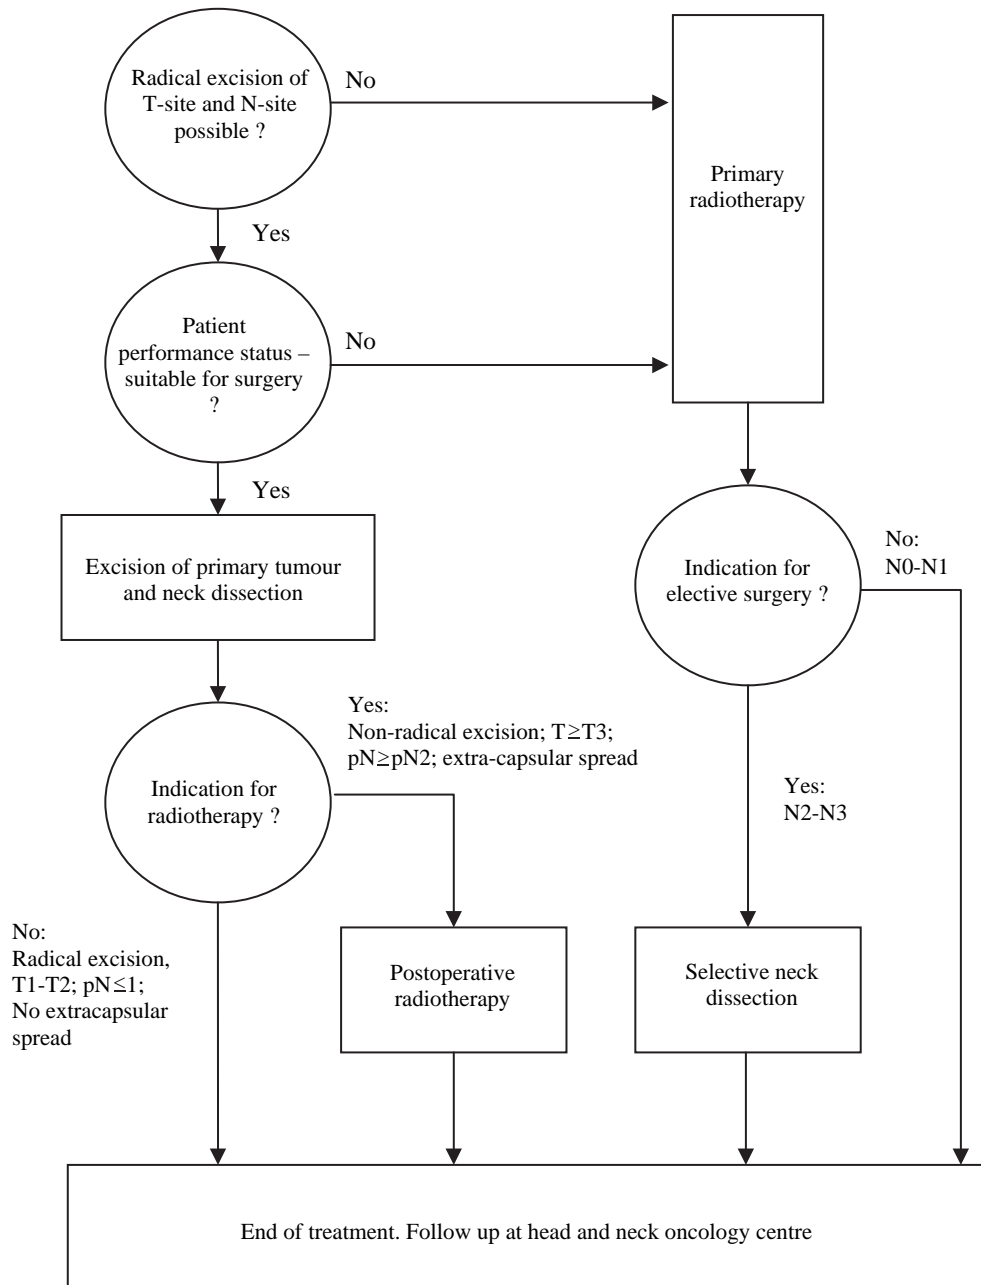 Radical excision of
T-site and N-site
possible ?
No
Primary
radiotherapy
Yes
Patient
performance status –
suitable for surgery
?
No
Yes
Excision of primary tumour
and neck dissection
Indication for
elective surgery ?
No:
N0-N1
Yes:
Non-radical excision; T≥T3;
pN≥pN2; extra-capsular spread
Indication for
radiotherapy ?
Yes:
N2-N3
No:
Radical excision,
T1-T2; pN≤1;
No extracapsular
spread
Postoperative
radiotherapy
Selective neck
dissection
End of treatment. Follow up at head and neck oncology centre